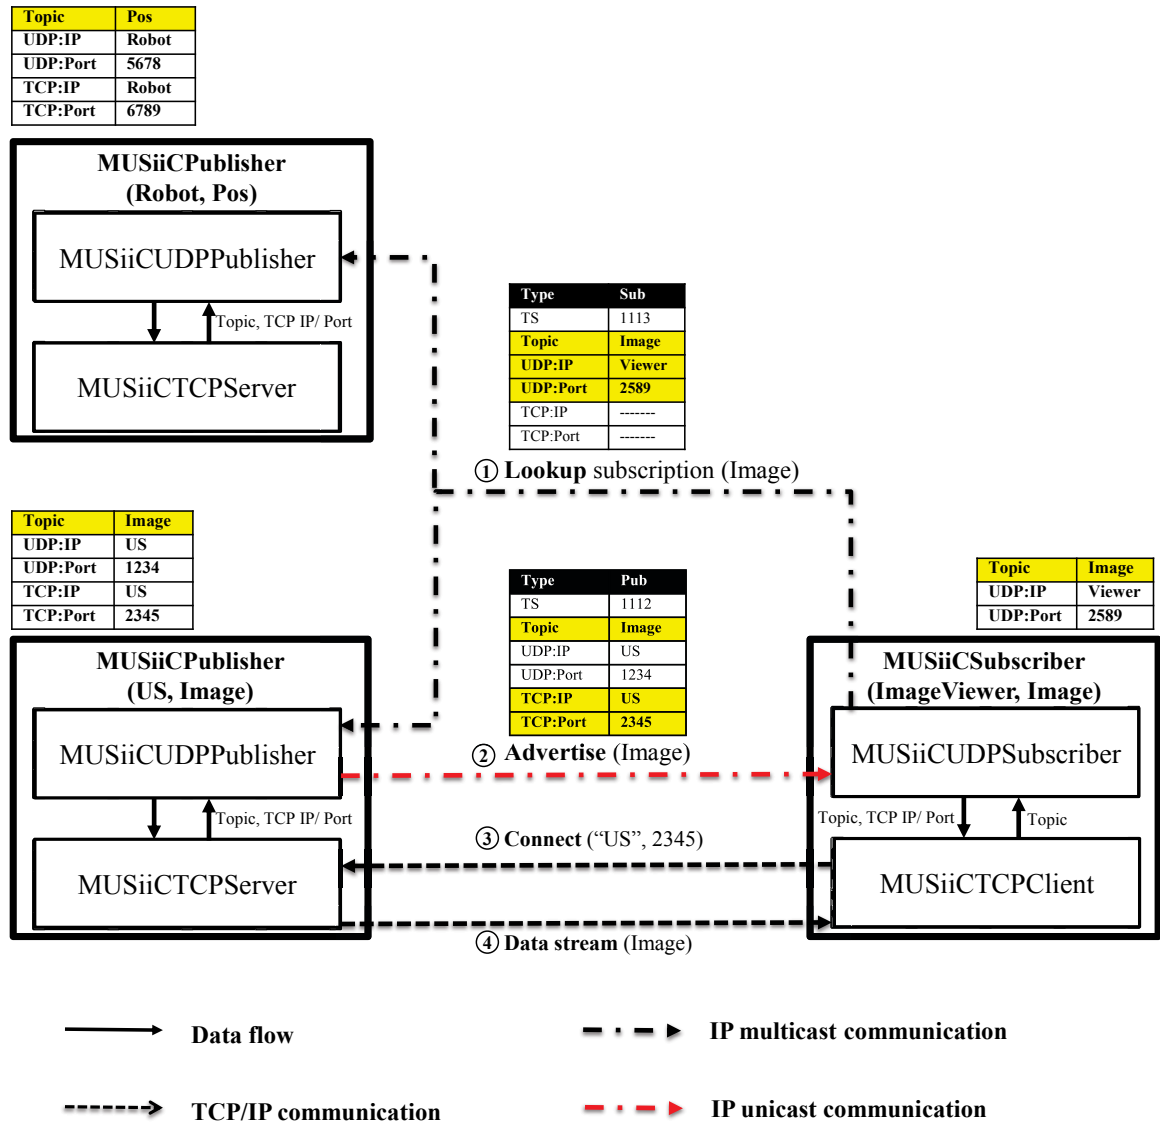 Topic Pos
UDP:IP Robot
UDP:Port 5678
TCP:IP Robot
TCP:Port 6789
MUSiiCPublisher
(Robot, Pos)
MUSiiCUDPPublisher
Topic, TCP IP/ Port
MUSiiCTCPServer
Type Sub
TS 1113
Topic Image
UDP:IP Viewer
UDP:Port 2589
TCP:IP -------
TCP:Port -------
① Lookup subscription (Image)
Topic Image
UDP:IP US
UDP:Port 1234
TCP:IP US
TCP:Port 2345
MUSiiCPublisher
(US, Image)
MUSiiCUDPPublisher
Topic, TCP IP/ Port
MUSiiCTCPServer
Type Pub
TS 1112
Topic Image
UDP:IP US
UDP:Port 1234
TCP:IP US
TCP:Port 2345
② Advertise (Image)
③ Connect (“US”, 2345)
④ Data stream (Image)
Topic Image
UDP:IP Viewer
UDP:Port 2589
MUSiiCSubscriber
(ImageViewer, Image)
MUSiiCUDPSubscriber
Topic, TCP IP/ Port
Topic
MUSiiCTCPClient
Data flow
IP multicast communication
TCP/IP communication
IP unicast communication